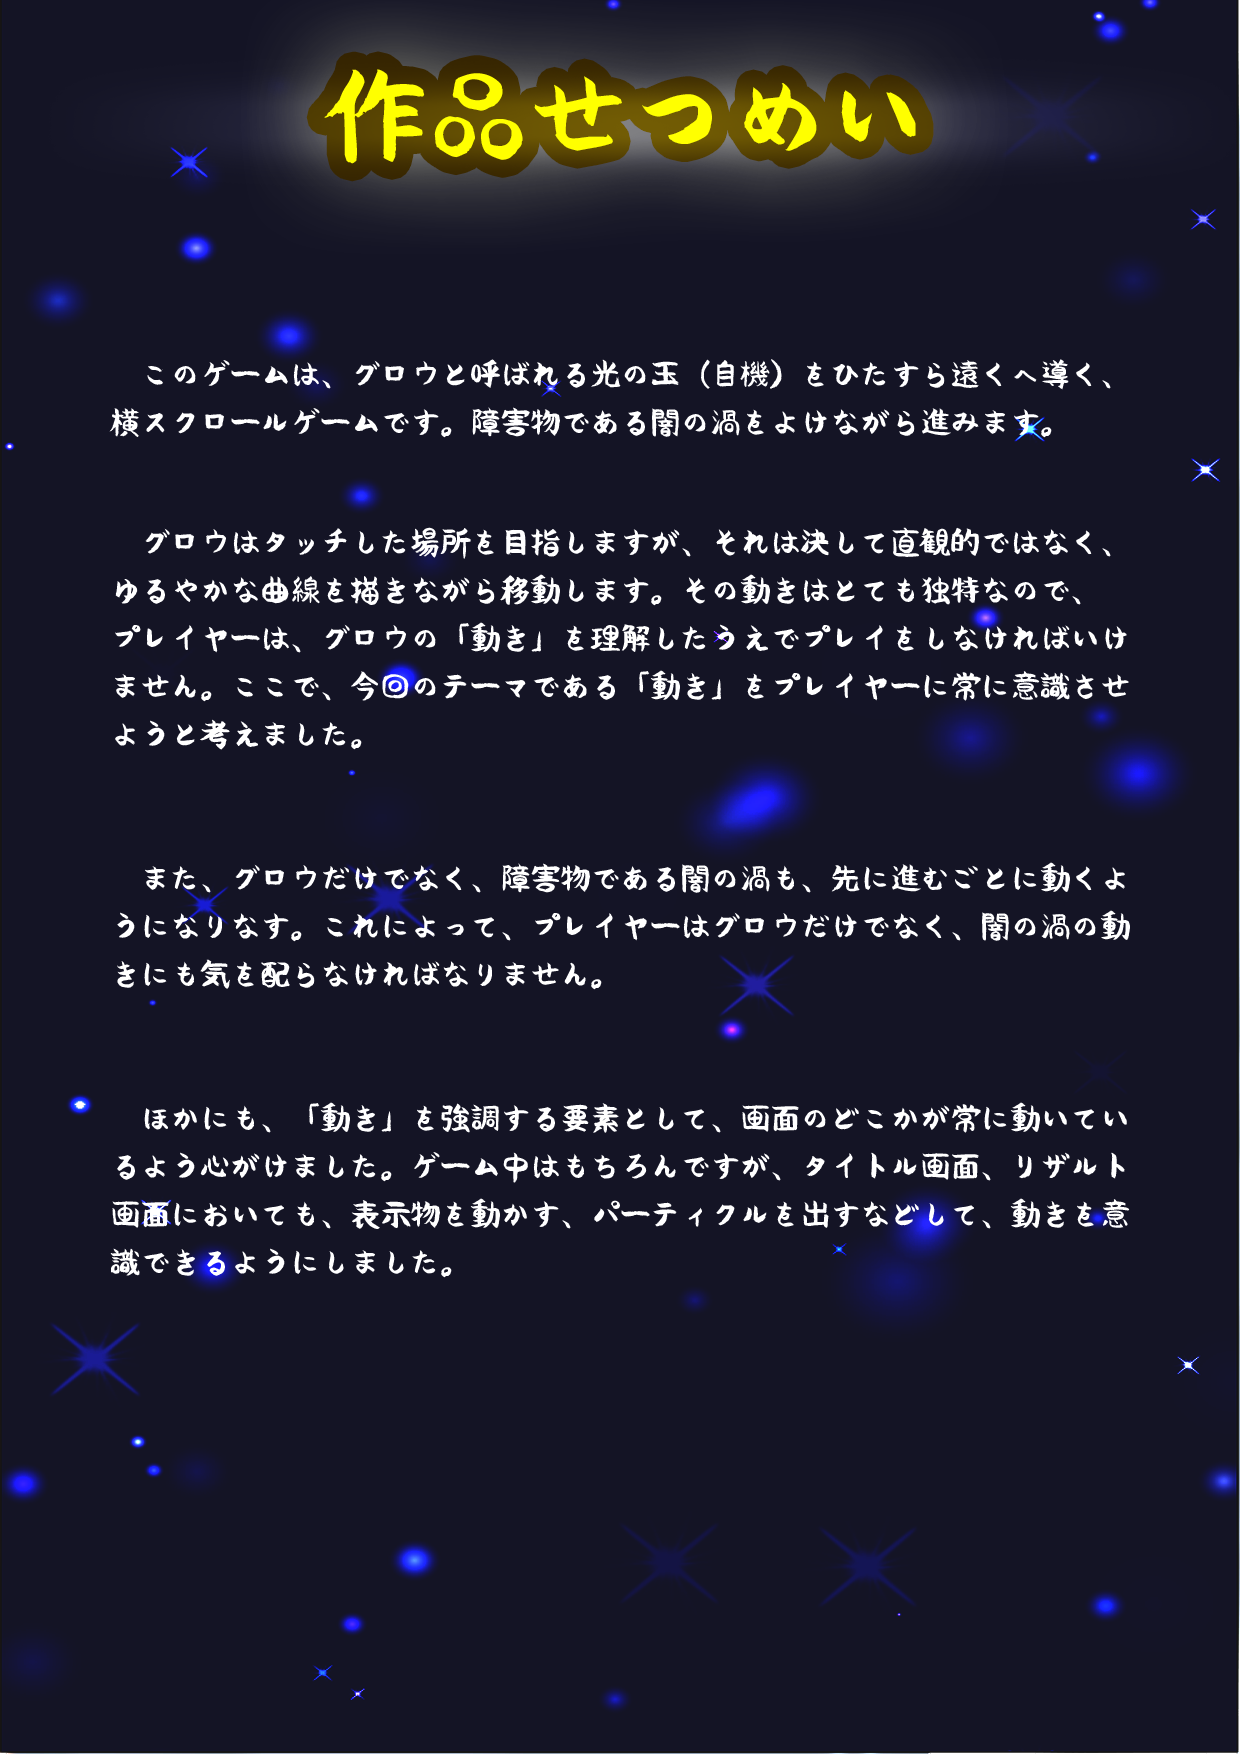 作品せつめい
このゲームは、グロウと呼ばれる光の玉（自機）をひたすら遠くへ導く、
横スクロールゲームです。障害物である闇の渦をよけながら進みます。
グロウはタッチした場所を目指しますが、それは決して直観的ではなく、
ゆるやかな曲線を描きながら移動します。その動きはとても独特なので、
プレイヤーは、グロウの「動き」を理解したうえでプレイをしなければいけ
ません。ここで、今回のテーマである「動き」をプレイヤーに常に意識させ
ようと考えました。
また、グロウだけでなく、障害物である闇の渦も、先に進むごとに動くよ
うになりなす。これによって、プレイヤーはグロウだけでなく、闇の渦の動
きにも気を配らなければなりません。
ほかにも、「動き」を強調する要素として、画面のどこかが常に動いてい
るよう心がけました。ゲーム中はもちろんですが、タイトル画面、リザルト
画面においても、表示物を動かす、パーティクルを出すなどして、動きを意
識できるようにしました。